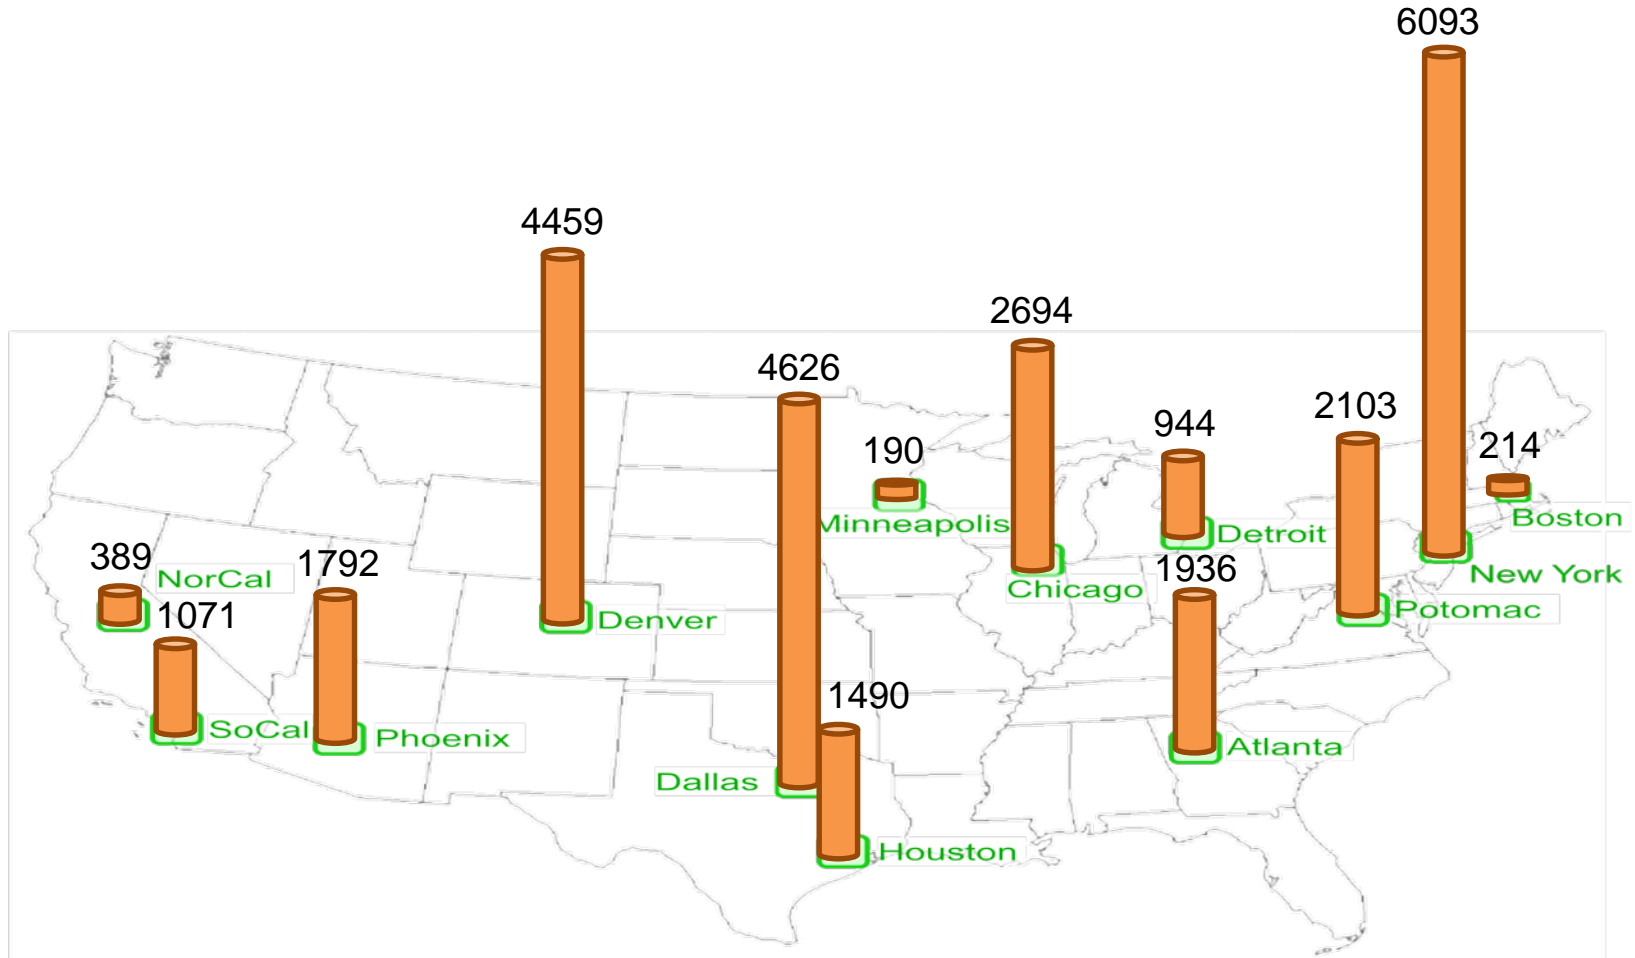 6093
4459
2694
4626
2103
944
190
214
Minneapolis
Boston
Detroit
389
NorCal
1792
1936
New York
Chicago
1071
Denver
Potomac
1490
SoCal
Phoenix
Atlanta
Dallas
Houston